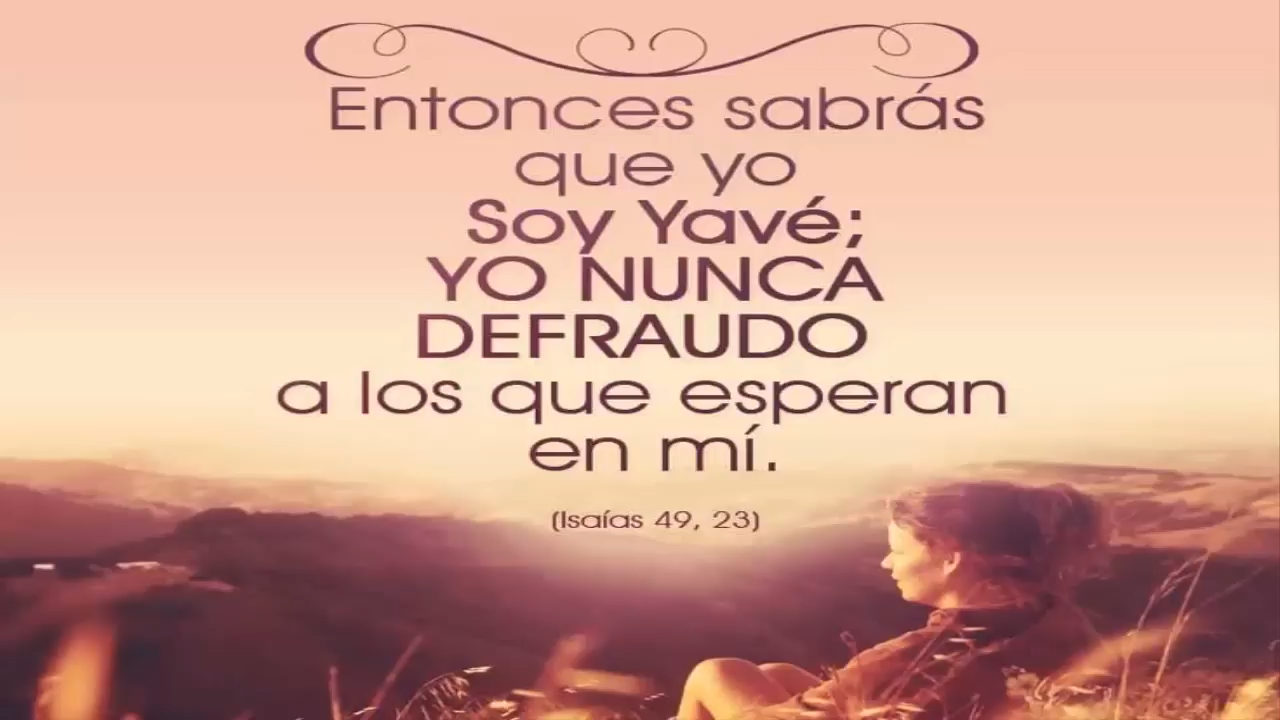 Entonces sabrás
que yo
Soy Yavé;
YO NUNCA
DEFRAUDO
a los que esperan
en mí.
(Isaías 49, 23)